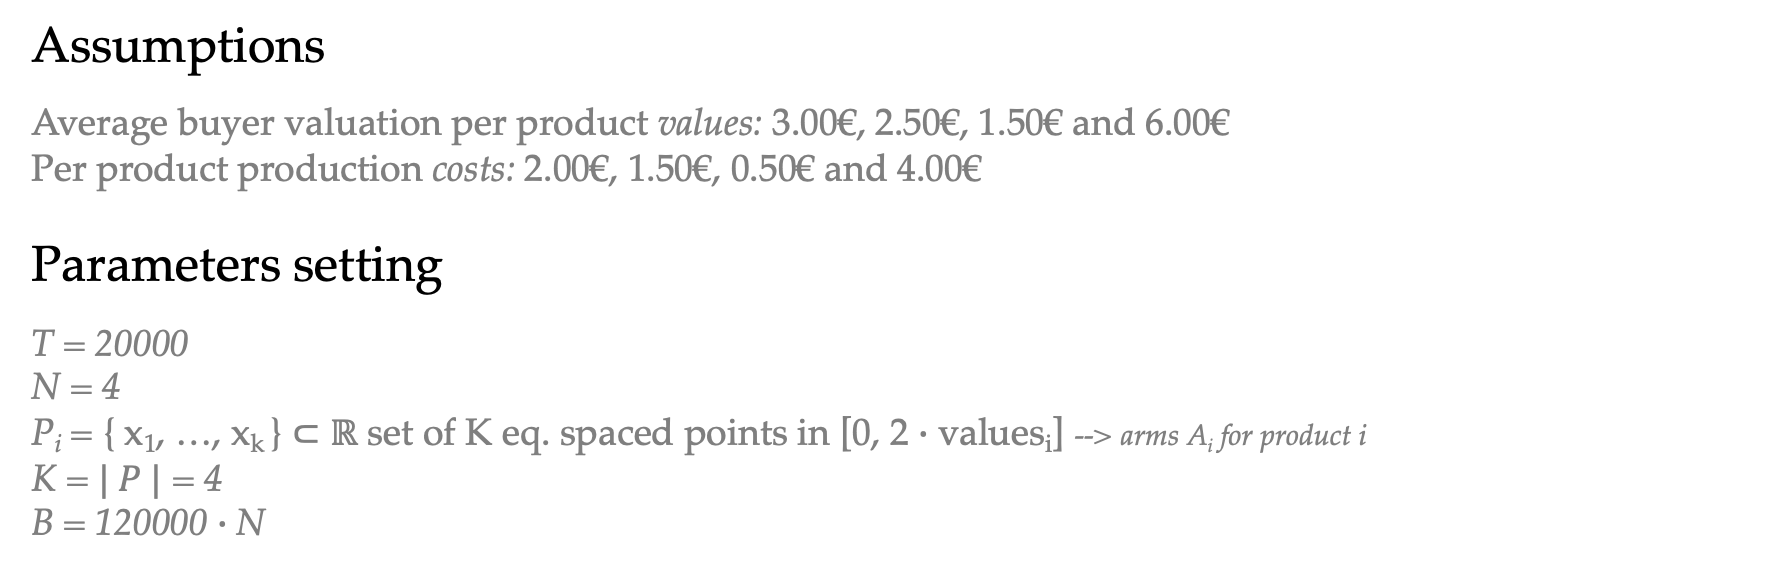 Assumptions
Average buyer valuation per product values: 3.00€, 2.50€, 1.50€ and 6.00€
Per product production costs: 2.00€, 1.50€, 0.50€ and 4.00€
Parameters setting
T = 20000
N = 4
Pᵢ = { x₁, …, xₖ} ⊂ ℝ set of K eq. spaced points in [0, 2 · valuesᵢ] --> arms Aᵢ for product i
K = | P | = 4
B = 120000 · N